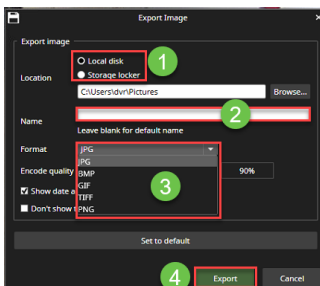 Export Image
Export image
Location
Local disk
1
Storage locker
C:\Users\dvr\Pictures
Browse...
Name
2
Leave blank for default name
Format
JPG
JPG
Encode quality
BMP
90%
GIF
3
Show date a
TIFF
Don't show
PNG
Set to default
4
Export
Cancel